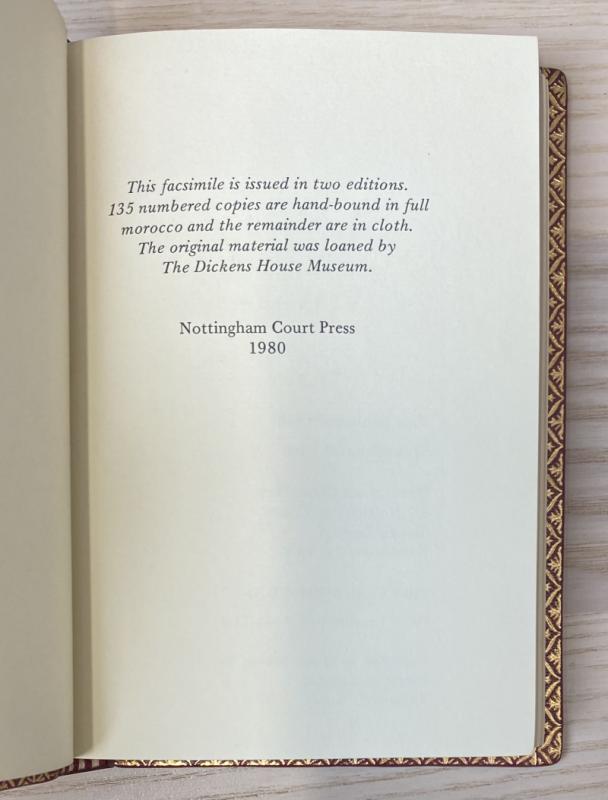 This facsimile is issued in two editions.
135 numbered copies are hand-bound in full
morocco and the remainder are in cloth.
The original material was loaned by
The Dickens House Museum.
Nottingham Court Press
1980